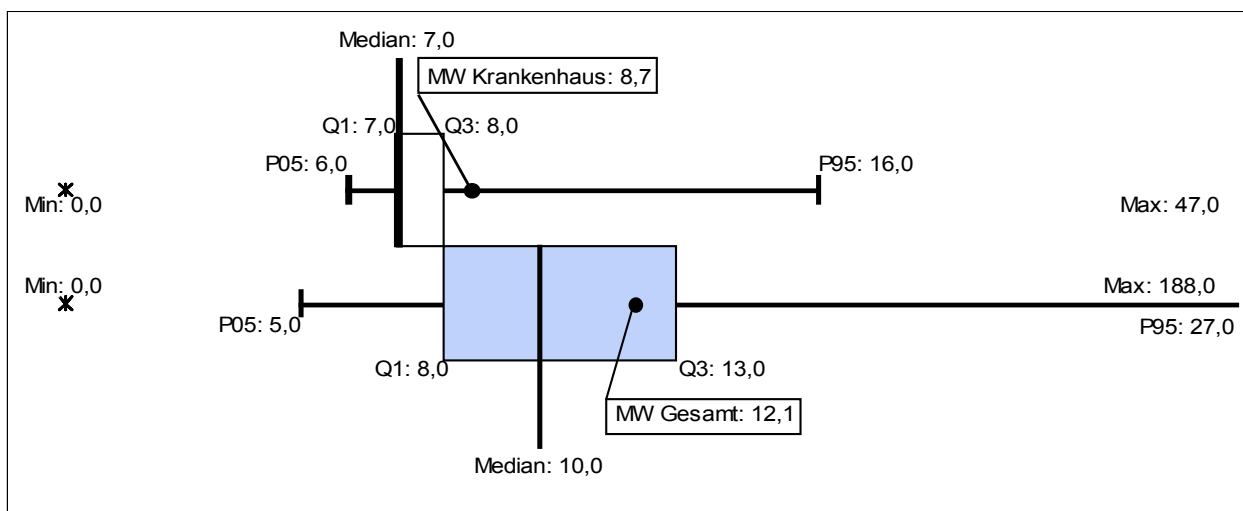 Median: 7,0
MW Krankenhaus: 8,7
Q1: 7,0
Q3: 8,0
P05: 6,0
P95: 16,0
Min: 0,0
Max: 47,0
Min: 0,0
Max: 188,0
P05: 5,0
P95: 27,0
Q1: 8,0
Q3: 13,0
MW Gesamt: 12,1
Median: 10,0